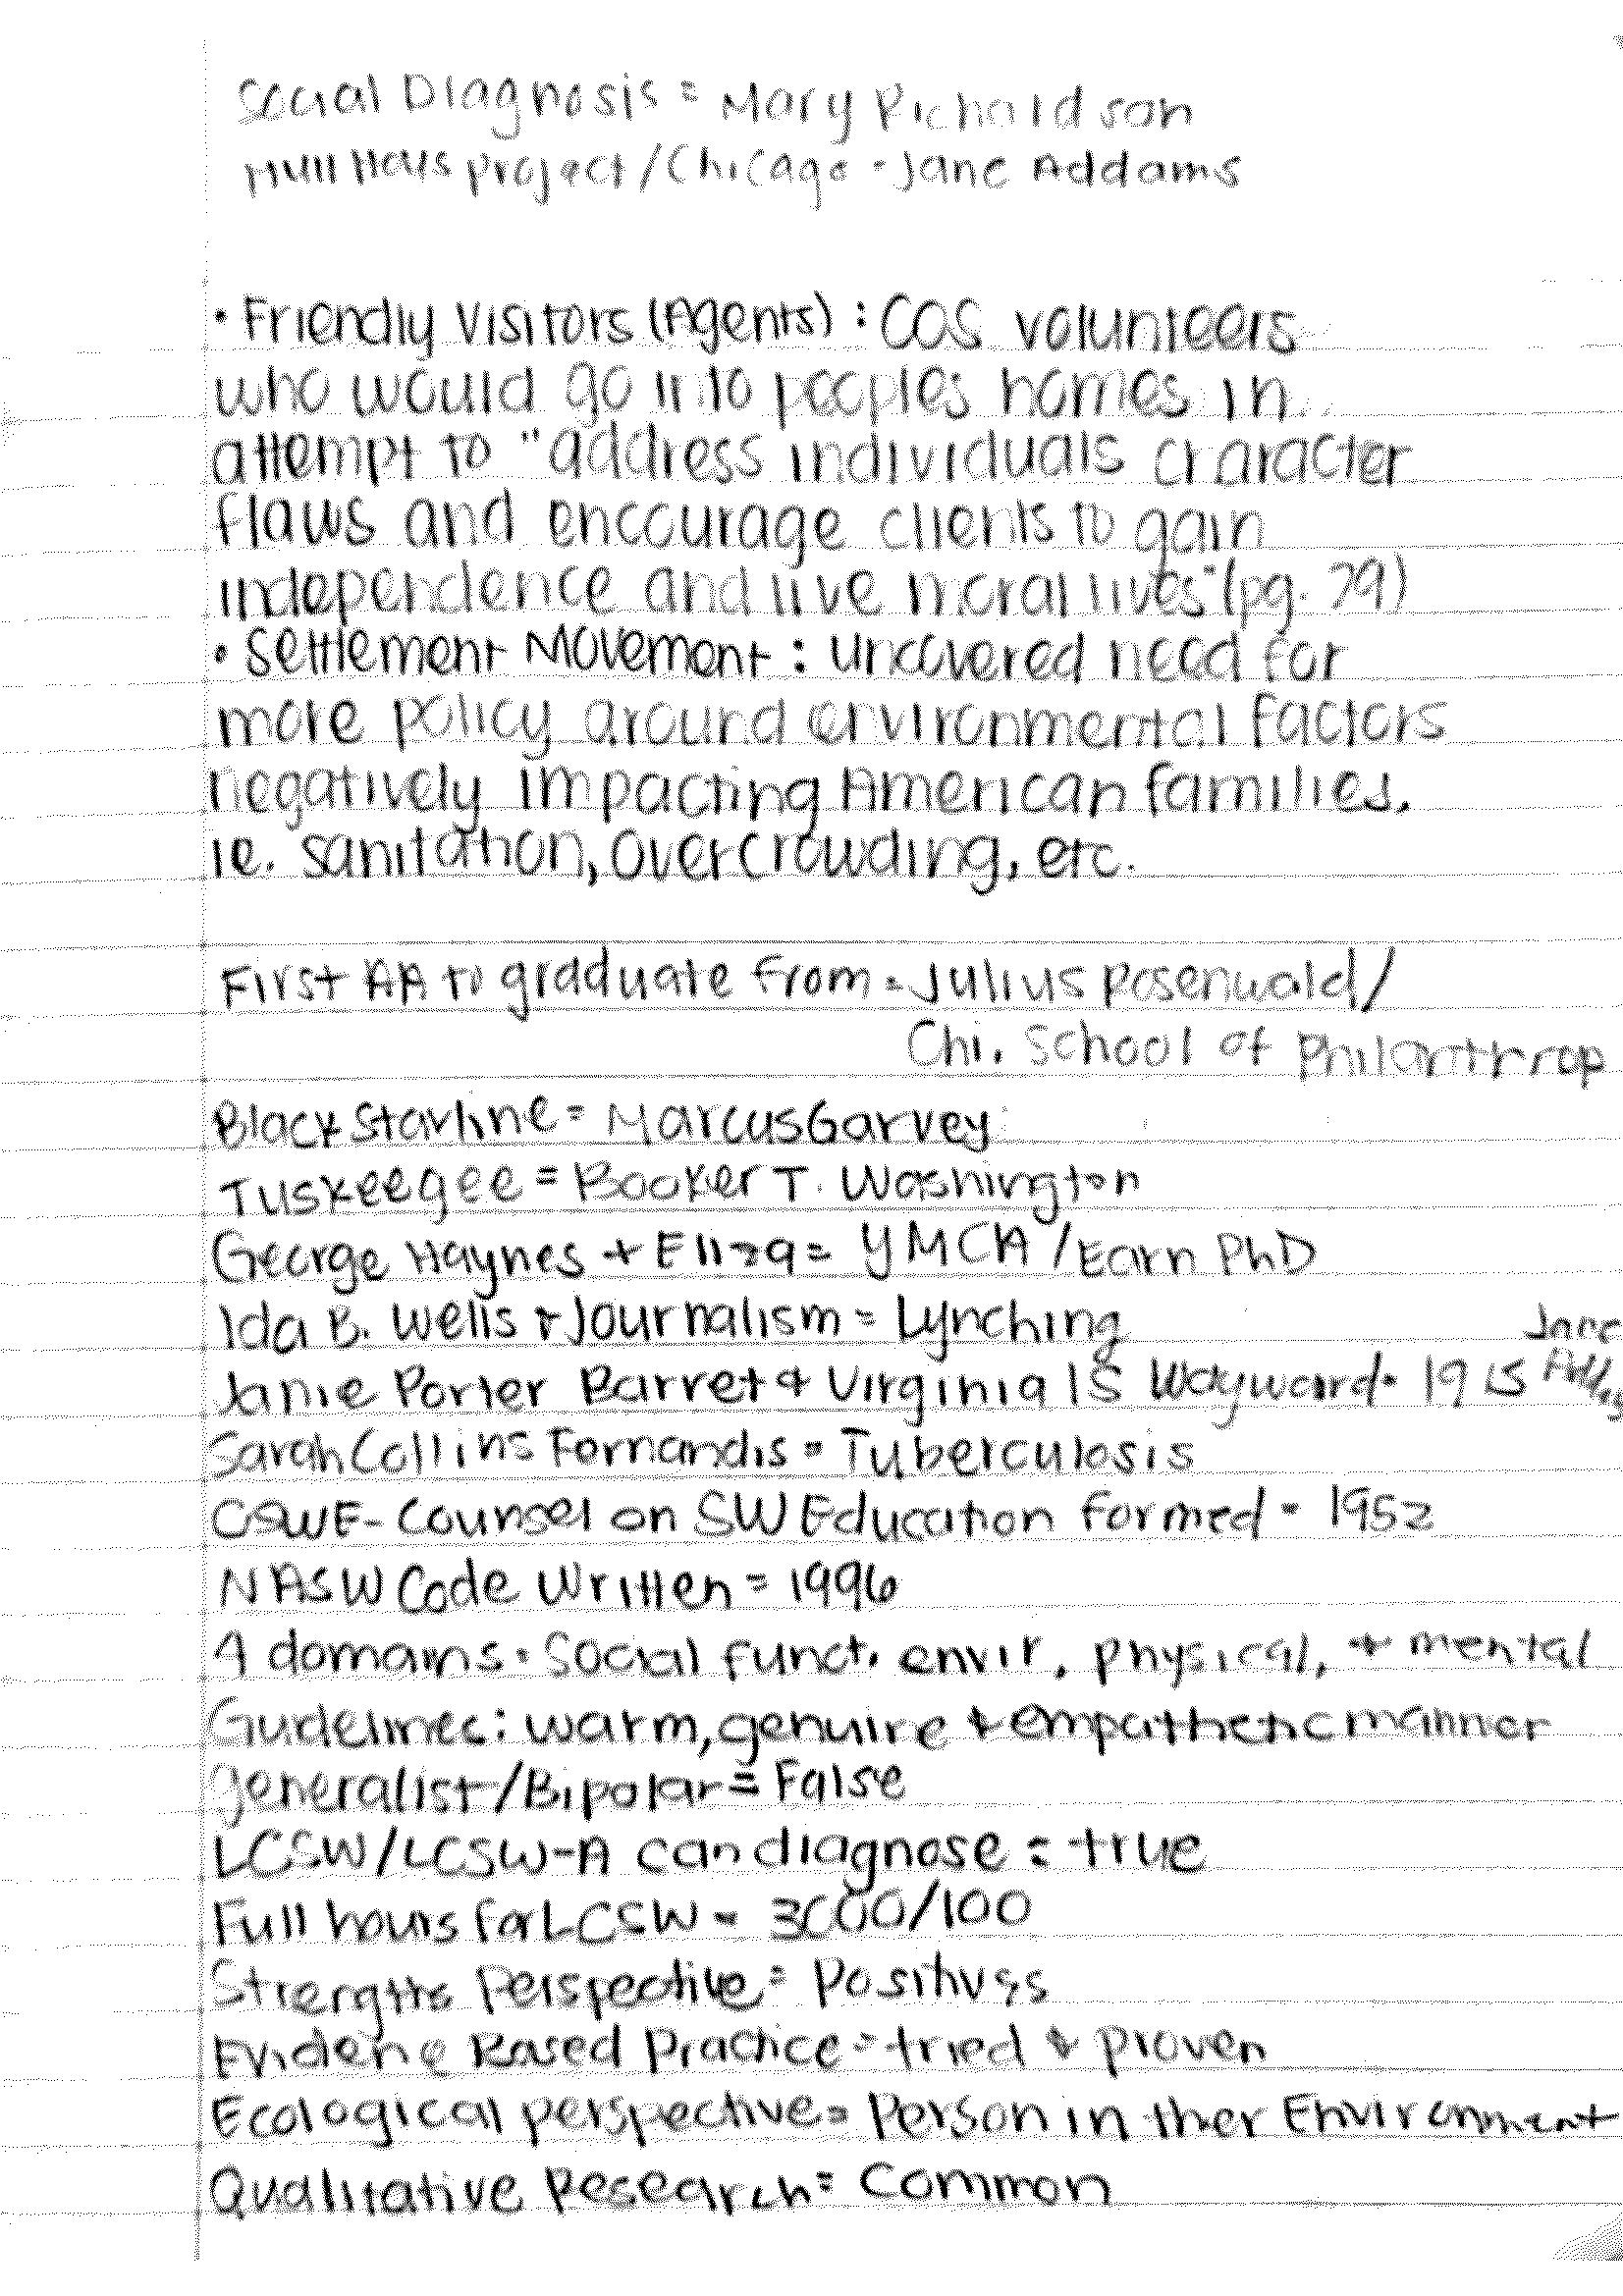 Social Diagnosis = Mary Richardson
Hull Haus project/Chicago - Jane Addams
• Friendly Visitors (Agents) : COS volunteers
who would go into peoples homes in
attempt to "address individuals character
flaws and encourage clients to gain
independence and live moral lives" (pg. 79)
• Settlement Movement : uncovered need for
more policy around environmental factors
negatively impacting American families.
ie. sanitation, overcrowding, etc.
First AA to graduate from = Julius Rosenwald/
Chi. School of Philanthrop
Black Starline = Marcus Garvey
Tuskeegee = Booker T. Washington
George Haynes + Eliza = YMCA / Earn PhD
Ida B. Wells + Journalism = Lynching
Janie Porter Barret + Virginia IS Wayward - 1915 Jane
Sarah Collins Fernandis = Tuberculosis
CSWE - Counsel on SW Education formed - 1952
NASW Code Written = 1996
4 domains • Social funct. envir, physical, + mental
Gudelines : warm, genuine + empathetic manner
generalist/Bipolar = False
LCSW/LCSW-A can diagnose = true
Full hours for LCSW = 3000/100
Strengths Perspective = Positives
Evidene Based Practice = tried + proven
Ecological perspective = Person in ther Environment
Qualitative Research = Common